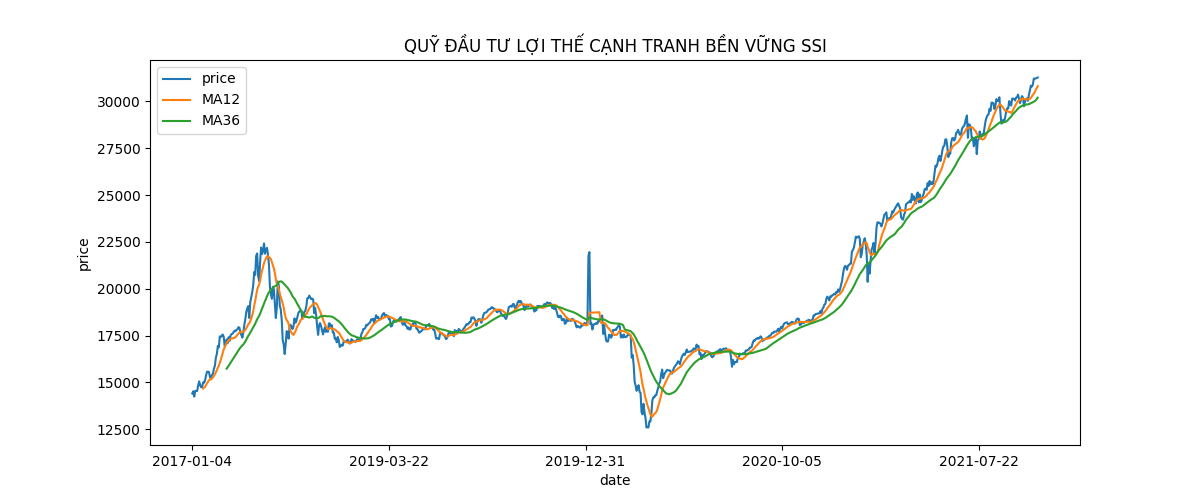 QUỸ ĐẦU TƯ LỢI THẾ CẠNH TRANH BỀN VỮNG SSI
price
MA12
MA36
30000
27500
25000
22500
20000
17500
15000
12500
price
2017-01-04
2019-03-22
2019-12-31
2020-10-05
2021-07-22
date